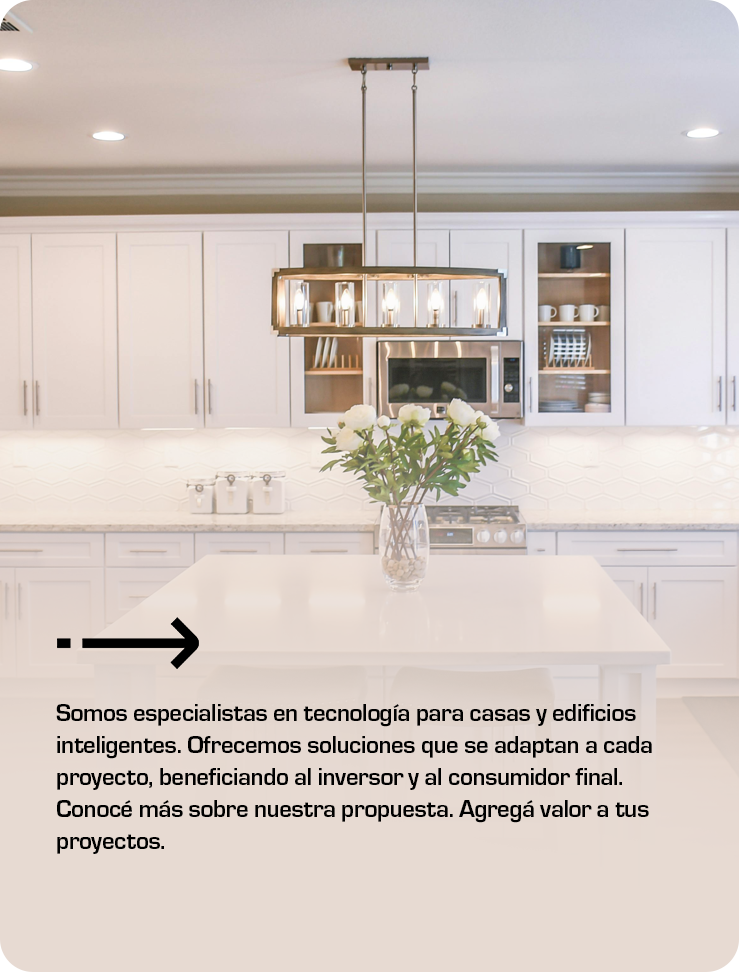 Somos especialistas en tecnología para casas y edificios
inteligentes. Ofrecemos soluciones que se adaptan a cada
proyecto, beneficiando al inversor y al consumidor final.
Conocé más sobre nuestra propuesta. Agregá valor a tus
proyectos.